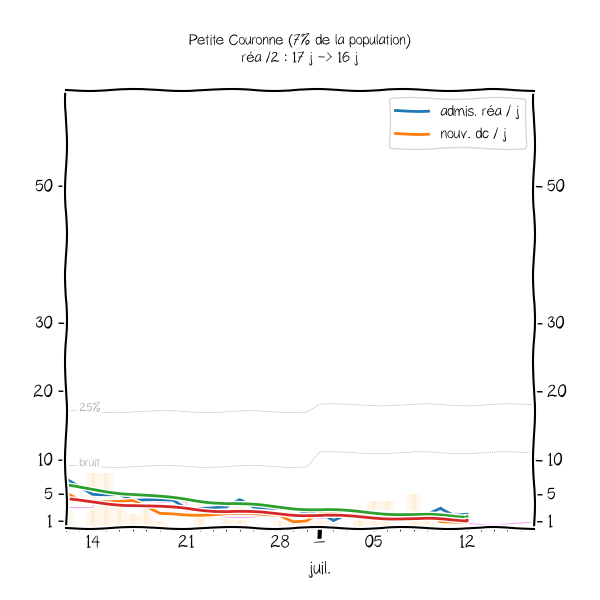 Petite Couronne (7% de la population)
réa /2 : 17 j -> 16 j
admis. réa / j
nouv. dc / j
50 50
30 30
20 20
25%
10 10
bruit
5 5
1 1
14 21 28 1 05 12
juil.